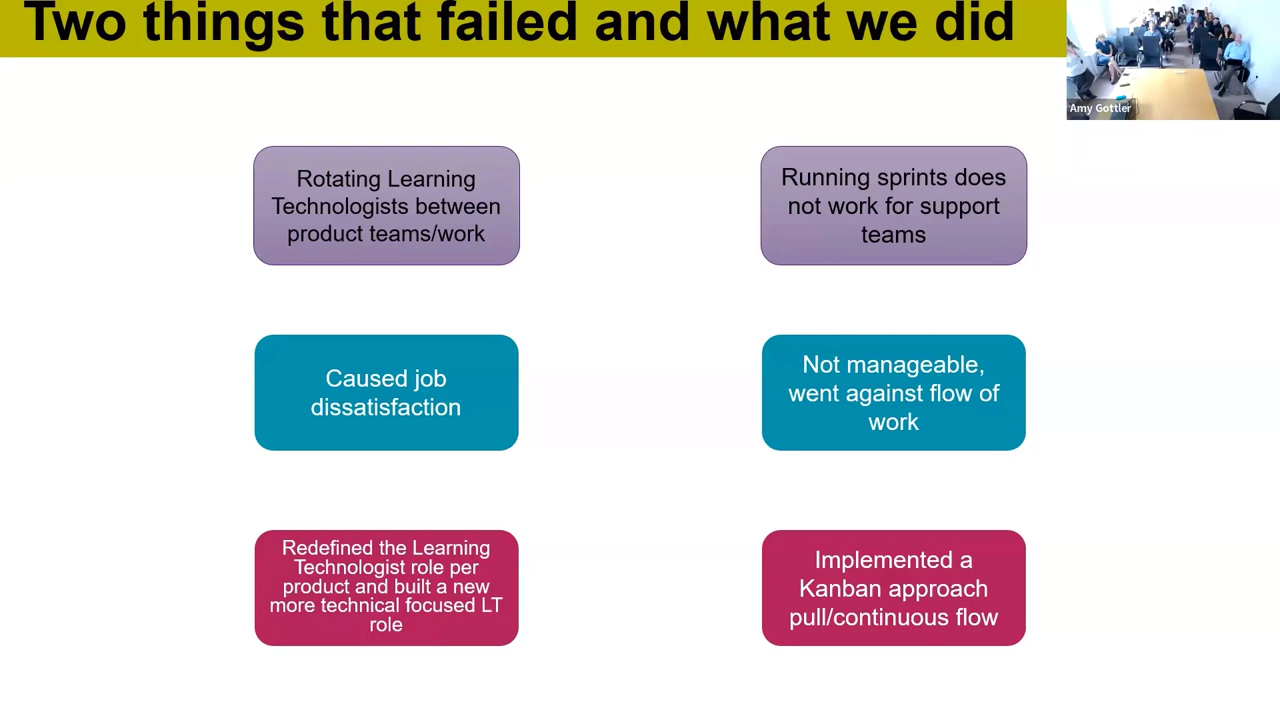 Two things that failed and what we did
Amy Gottler
Rotating Learning
Technologists between
product teams/work
Running sprints does
not work for support
teams
Caused job
dissatisfaction
Not manageable,
went against flow of
work
Redefined the Learning
Technologist role per
product and built a new
more technical focused LT
role
Implemented a
Kanban approach
pull/continuous flow